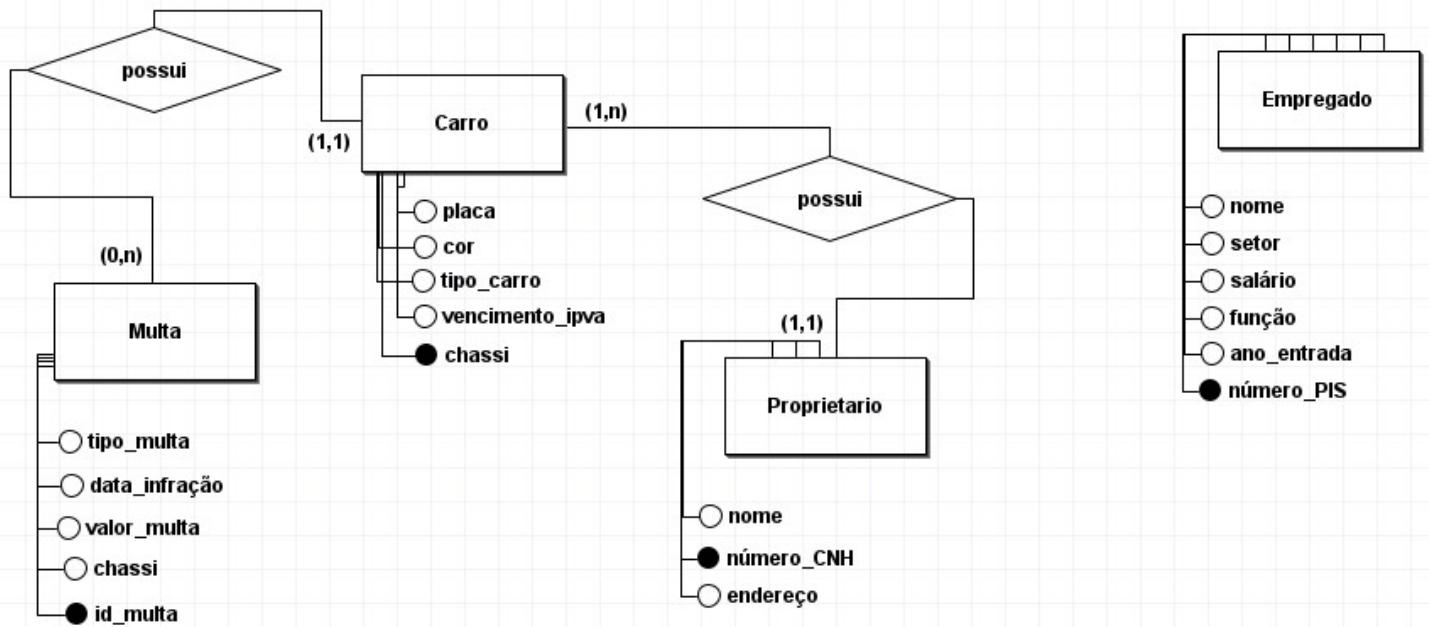 possui
Carro
(1,1)
(1,n)
placa
cor
tipo_carro
vencimento_ipva
chassi
possui
(0,n)
Multa
tipo_multa
data_infração
valor_multa
chassi
id_multa
(1,1)
Proprietario
nome
número_CNH
endereço
Empregado
nome
setor
salário
função
ano_entrada
número_PIS